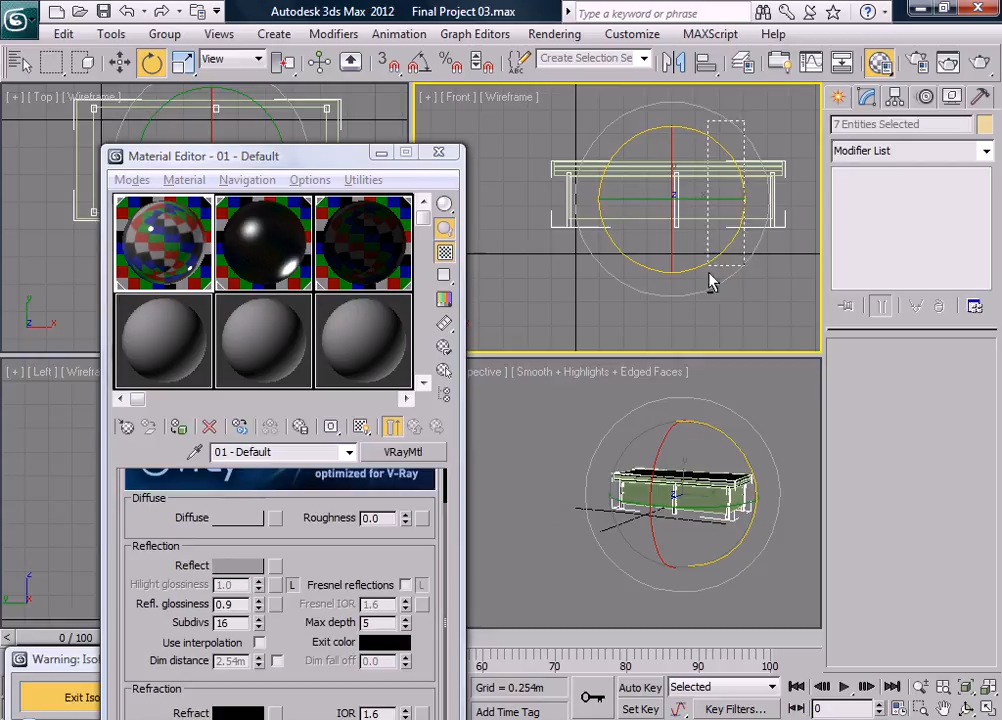 Autodesk 3ds Max 2012 Final Project 03.max
Type a keyword or phrase
File Edit Tools Group Views Create Modifiers Animation Graph Editors Rendering Customize MAXScript Help
View
Create Selection Se
[ + ] [ Top ] [ Wireframe ]
[ + ] [ Front ] [ Wireframe ]
7 Entities Selected
Modifier List
Material Editor - 01 - Default
Modes Material Navigation Options Utilities
[ + ] [ Left ] [ Wirefra
spective ] [ Smooth + Highlights + Edged Faces ]
01 - Default
VRayMtl
optimized for V-Ray
Diffuse
Diffuse
Roughness 0.0
Reflection
Reflect
Hilight glossiness 1.0 L Fresnel reflections L
Refl. glossiness 0.9 Fresnel IOR 1.6
Subdivs 16 Max depth 5
Use interpolation Exit color
Dim distance 2.54m Dim fall off 0.0
Refraction
Refract IOR 1.6
0 / 100
60 70 80 90 100
Warning: Iso
Exit Iso
Grid = 0.254m
Add Time Tag
Auto Key Selected
Set Key Key Filters...
0